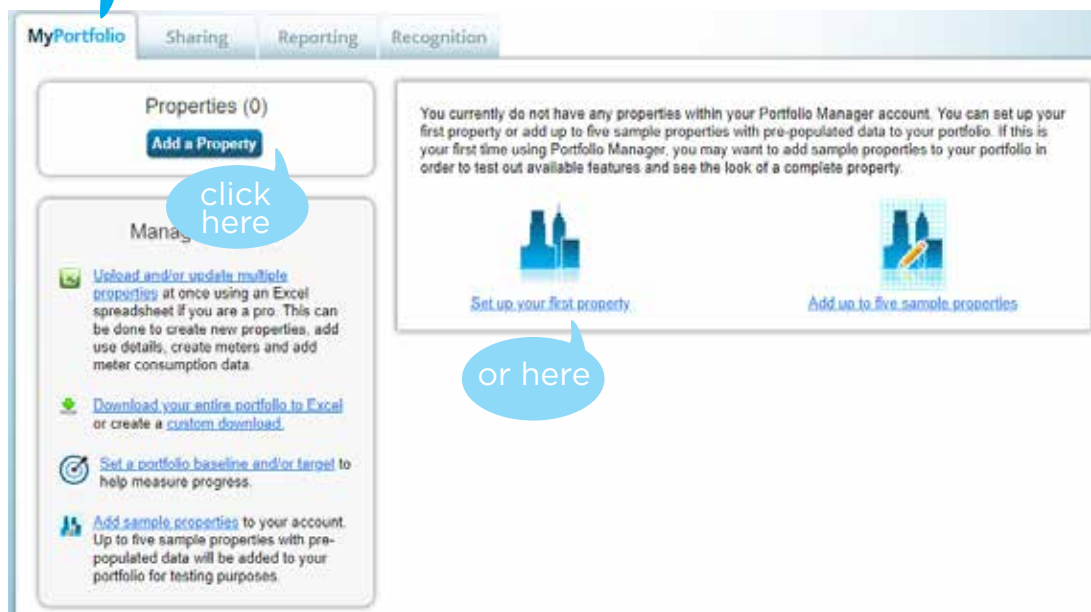 MyPortfolio Sharing Reporting Recognition
Properties (0)
Add a Property
click
here
Manag
Upload and/or update multiple
properties at once using an Excel
spreadsheet if you are a pro. This can
be done to create new properties, add
use details, create meters and add
meter consumption data.
Download your entire portfolio to Excel
or create a custom download.
Set a portfolio baseline and/or target to
help measure progress.
Add sample properties to your account.
Up to five sample properties with pre-
populated data will be added to your
portfolio for testing purposes.
You currently do not have any properties within your Portfolio Manager account. You can set up your
first property or add up to five sample properties with pre-populated data to your portfolio. If this is
your first time using Portfolio Manager, you may want to add sample properties to your portfolio in
order to test out available features and see the look of a complete property.
Set up your first property
Add up to five sample properties
or here